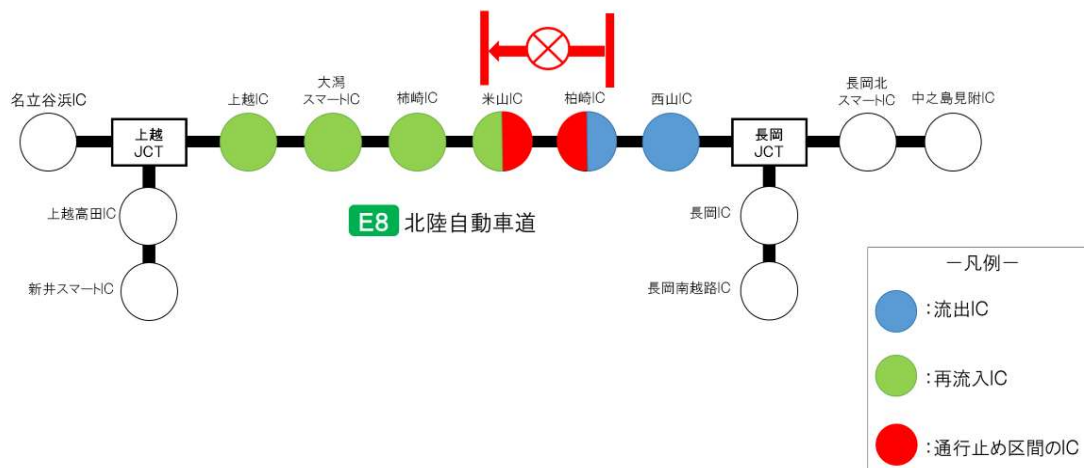 名立谷浜IC
上越
JCT
上越IC
大潟
スマートIC
柿崎IC
米山IC
柏崎IC
西山IC
長岡
JCT
長岡北
スマートIC
中之島見附IC
上越高田IC
新井スマートIC
E8 北陸自動車道
長岡IC
長岡南越路IC
－凡例－
：流出IC
：再流入IC
：通行止め区間のIC